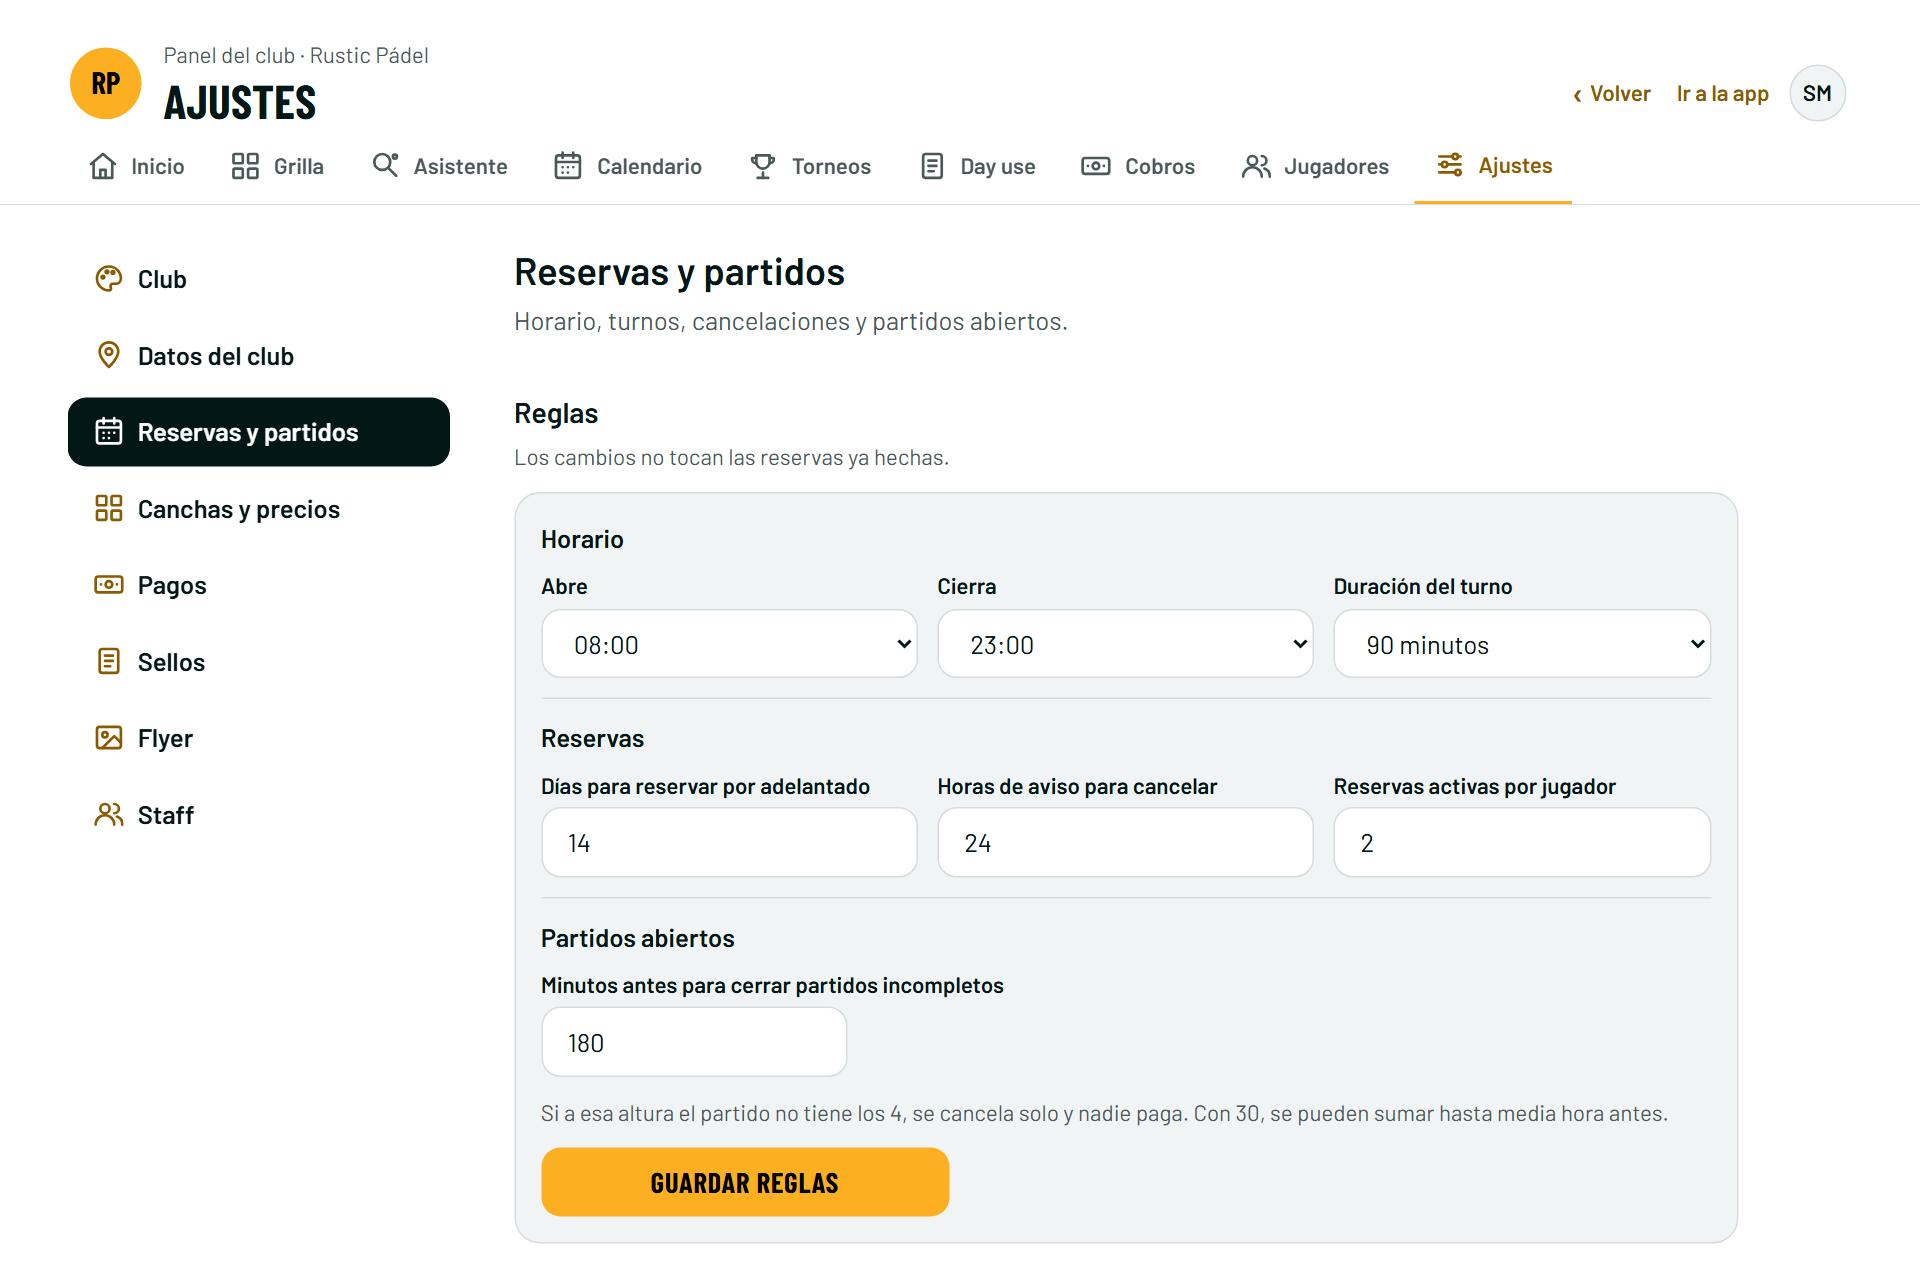 RP
Panel del club · Rustic Pádel
AJUSTES
‹ Volver
Ir a la app
SM
Inicio
Grilla
Asistente
Calendario
Torneos
Day use
Cobros
Jugadores
Ajustes
Club
Datos del club
Reservas y partidos
Canchas y precios
Pagos
Sellos
Flyer
Staff
Reservas y partidos
Horario, turnos, cancelaciones y partidos abiertos.
Reglas
Los cambios no tocan las reservas ya hechas.
Horario
Abre
Cierra
Duración del turno
08:00
23:00
90 minutos
Reservas
Días para reservar por adelantado
Horas de aviso para cancelar
Reservas activas por jugador
14
24
2
Partidos abiertos
Minutos antes para cerrar partidos incompletos
180
Si a esa altura el partido no tiene los 4, se cancela solo y nadie paga. Con 30, se pueden sumar hasta media hora antes.
GUARDAR REGLAS